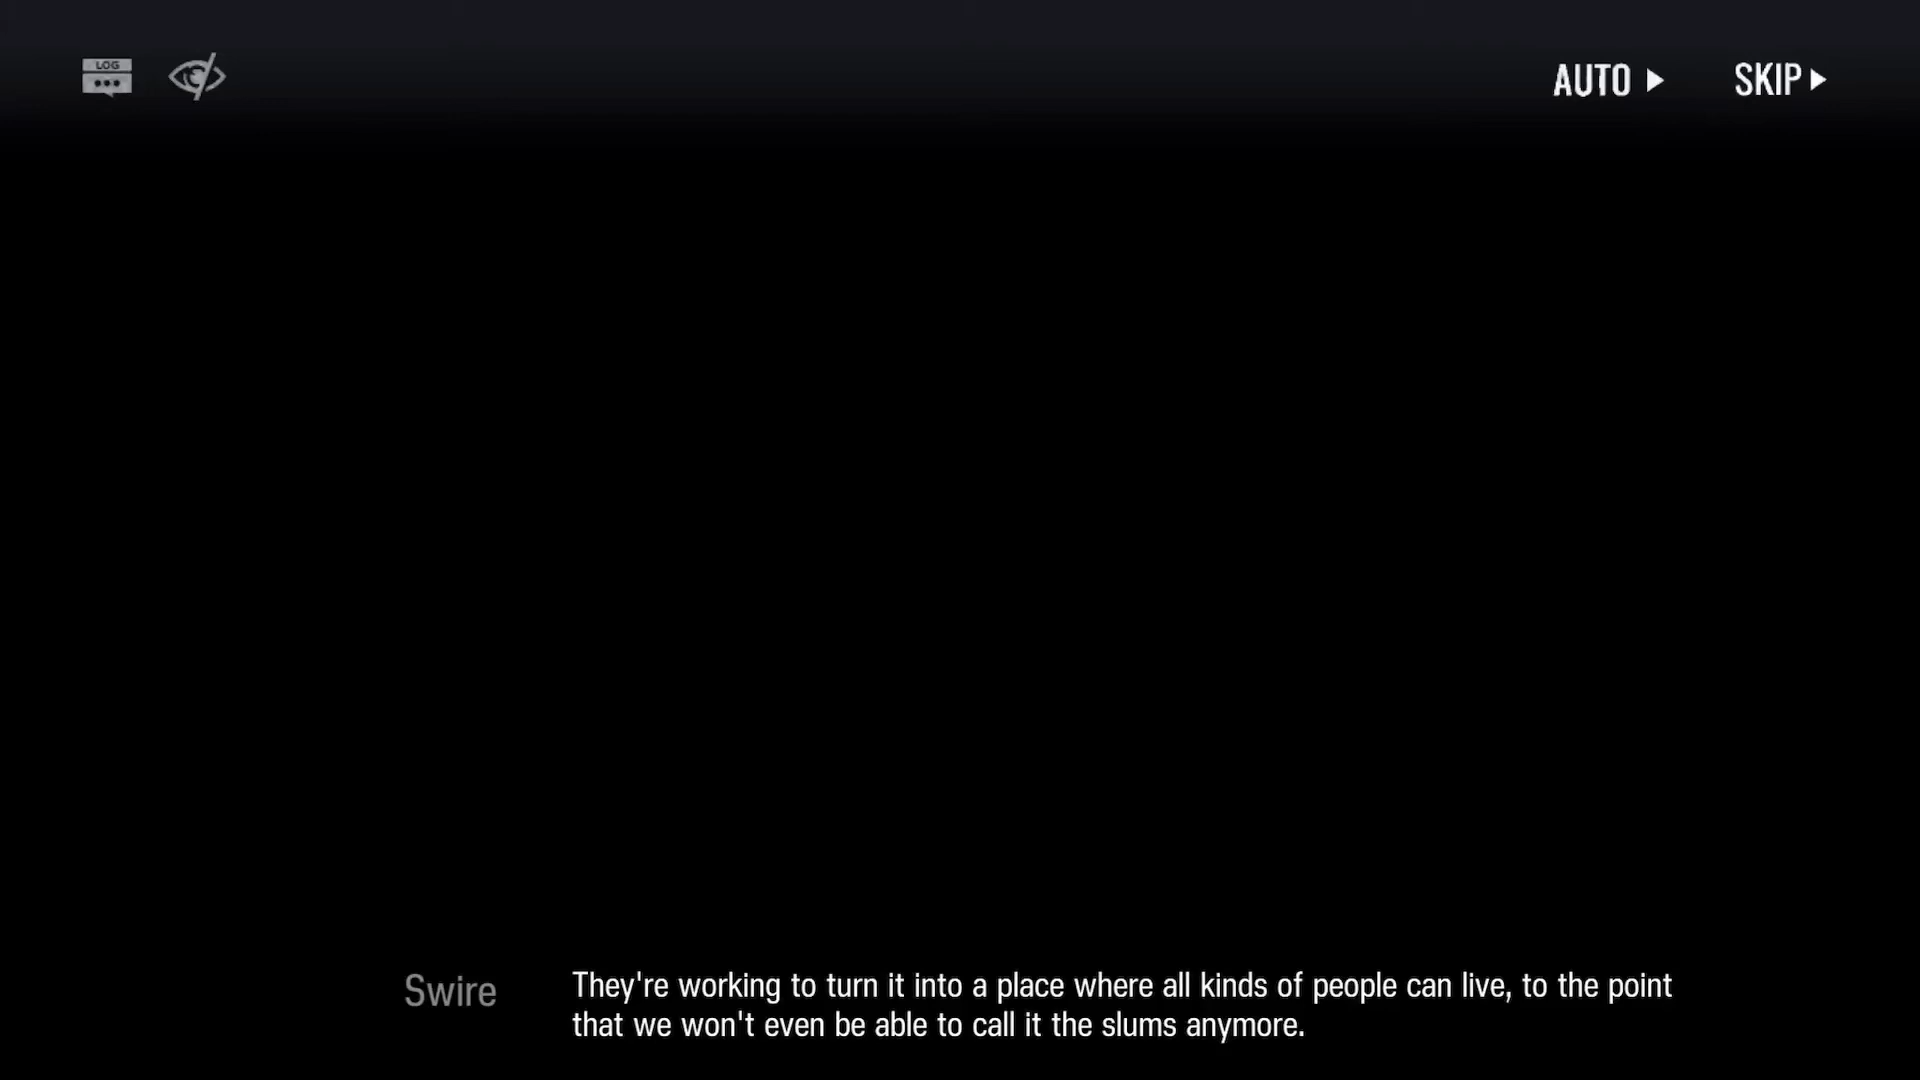 LOG
AUTO
SKIP
Swire
They're working to turn it into a place where all kinds of people can live, to the point
that we won't even be able to call it the slums anymore.